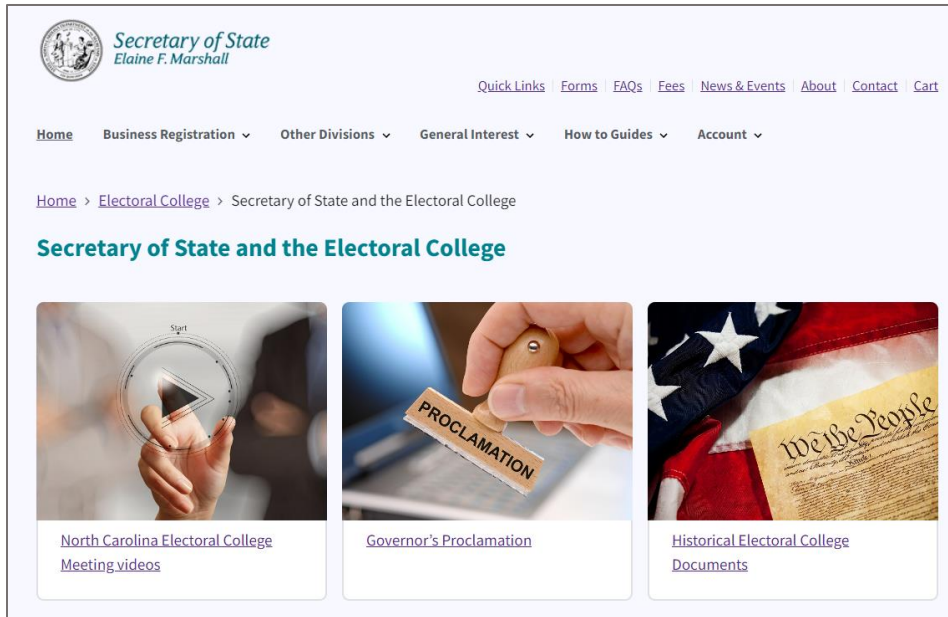 Secretary of State
Elaine F. Marshall
Quick Links Forms FAQs Fees News & Events About Contact Cart
Home Business Registration Other Divisions General Interest How to Guides Account
Home > Electoral College > Secretary of State and the Electoral College
Secretary of State and the Electoral College
Start
PROCLAMATION
We the People
North Carolina Electoral College
Meeting videos
Governor's Proclamation
Historical Electoral College
Documents